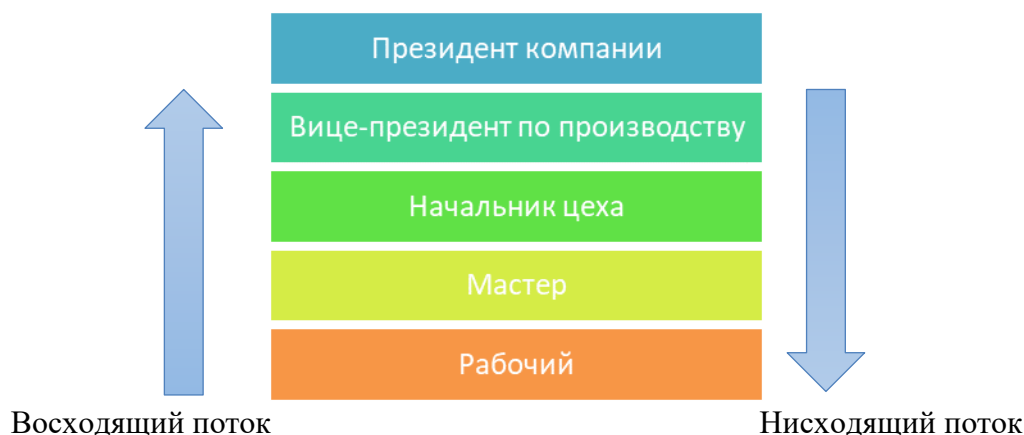 Президент компании
Вице-президент по производству
Начальник цеха
Мастер
Рабочий
Восходящий поток
Нисходящий поток